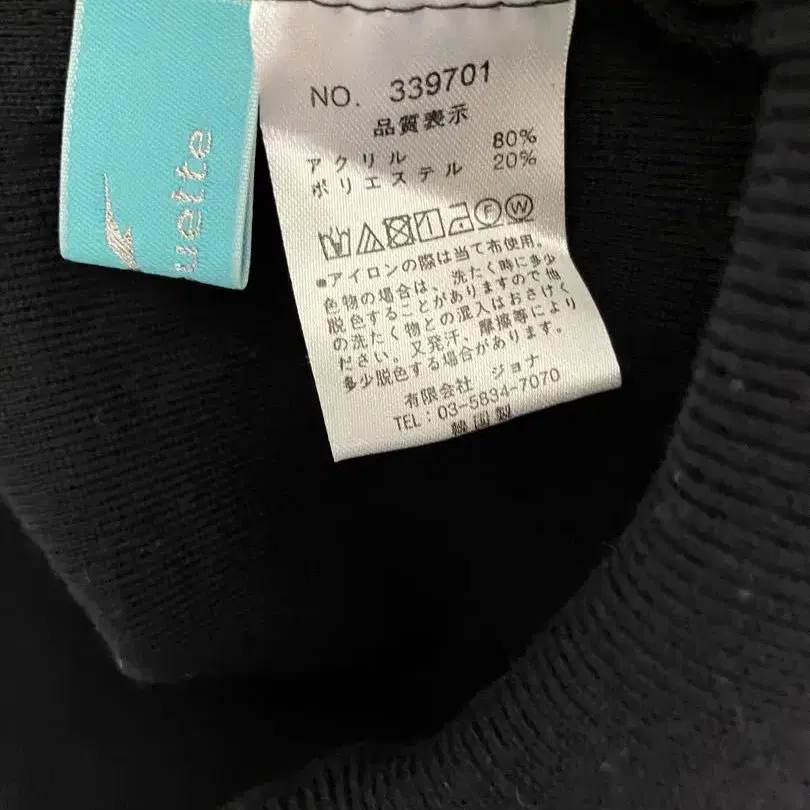 uette
NO. 339701
品質表示
アクリル 80%
ポリエステル 20%
●アイロンの際は当て布使用。
色物の場合は、洗たく時に多少
脱色することがありますので他
の洗たく物との混入はおさけく
ださい。又発汗、摩擦等により
多少脱色する場合があります。
有限会社 ジョナ
TEL：03-5834-7070
韓国製